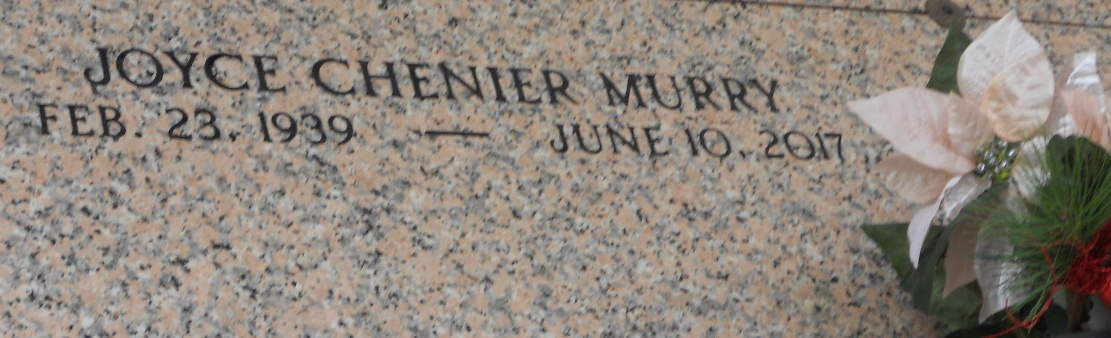 JOYCE CHENIER MURRY
FEB. 23, 1939 — JUNE 10, 2017